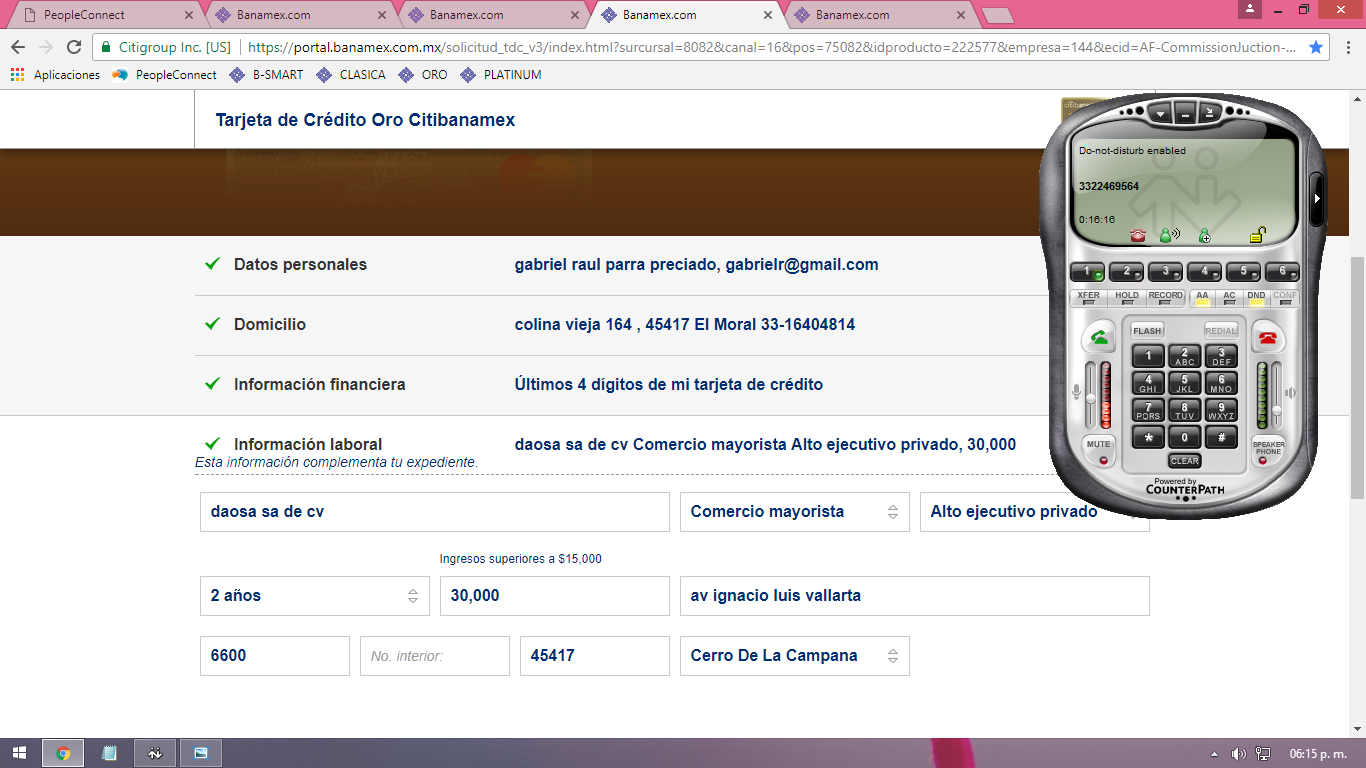 PeopleConnect
Banamex.com
Banamex.com
Banamex.com
Banamex.com
Citigroup Inc. [US]
https://portal.banamex.com.mx/solicitud_tdc_v3/index.html?surcursal=8082&canal=16&pos=75082&idproducto=222577&empresa=144&ecid=AF-CommissionJuction-...
Aplicaciones PeopleConnect B-SMART CLASICA ORO PLATINUM
Tarjeta de Crédito Oro Citibanamex
Datos personales
gabriel raul parra preciado, gabrielr@gmail.com
Domicilio
colina vieja 164 , 45417 El Moral 33-16404814
Información financiera
Últimos 4 dígitos de mi tarjeta de crédito
Información laboral
daosa sa de cv Comercio mayorista Alto ejecutivo privado, 30,000
Esta información complementa tu expediente.
daosa sa de cv
Comercio mayorista
Alto ejecutivo privado
Ingresos superiores a $15,000
2 años
30,000
av ignacio luis vallarta
6600
No. interior:
45417
Cerro De La Campana
Do-not-disturb enabled
3322469564
0:16:16
1 2 3 4 5 6
XFER HOLD RECORD AA AC DND CONF
FLASH REDIAL
1 2 ABC 3 DEF
4 GHI 5 JKL 6 MNO
7 PQRS 8 TUV 9 WXYZ
* 0 #
MUTE
CLEAR
SPEAKER PHONE
Powered by
COUNTERPATH
06:15 p. m.